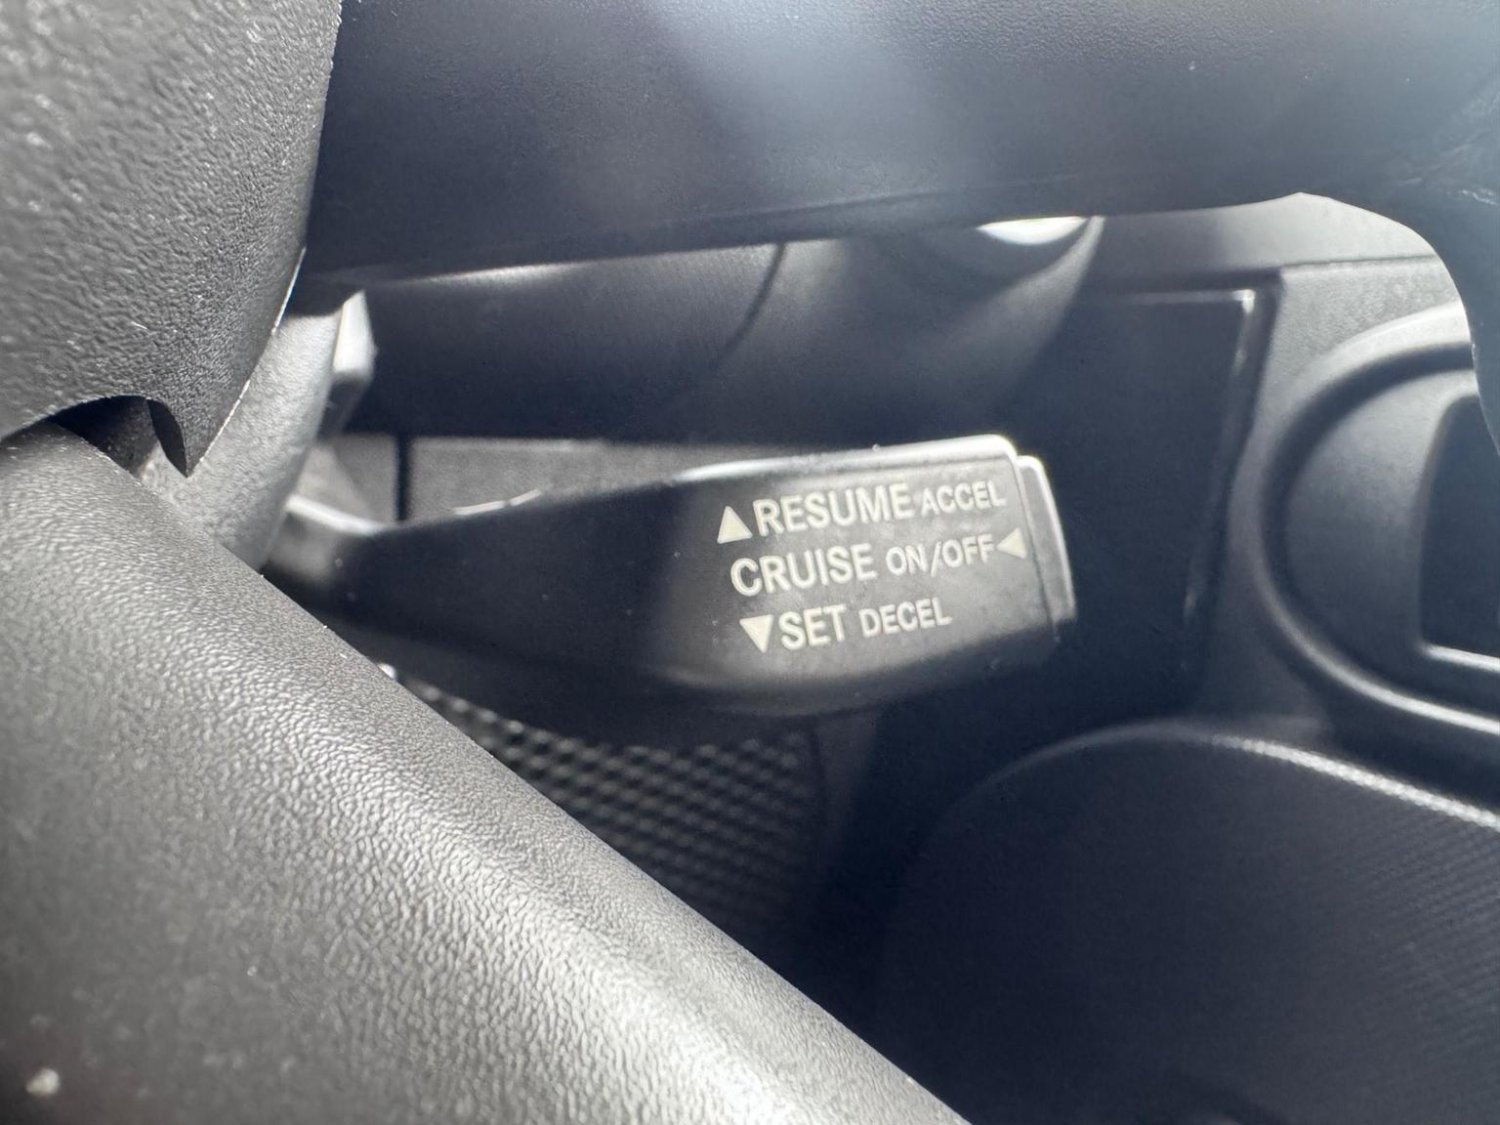 ▲RESUME ACCEL
CRUISE ON/OFF◀
▼SET DECEL